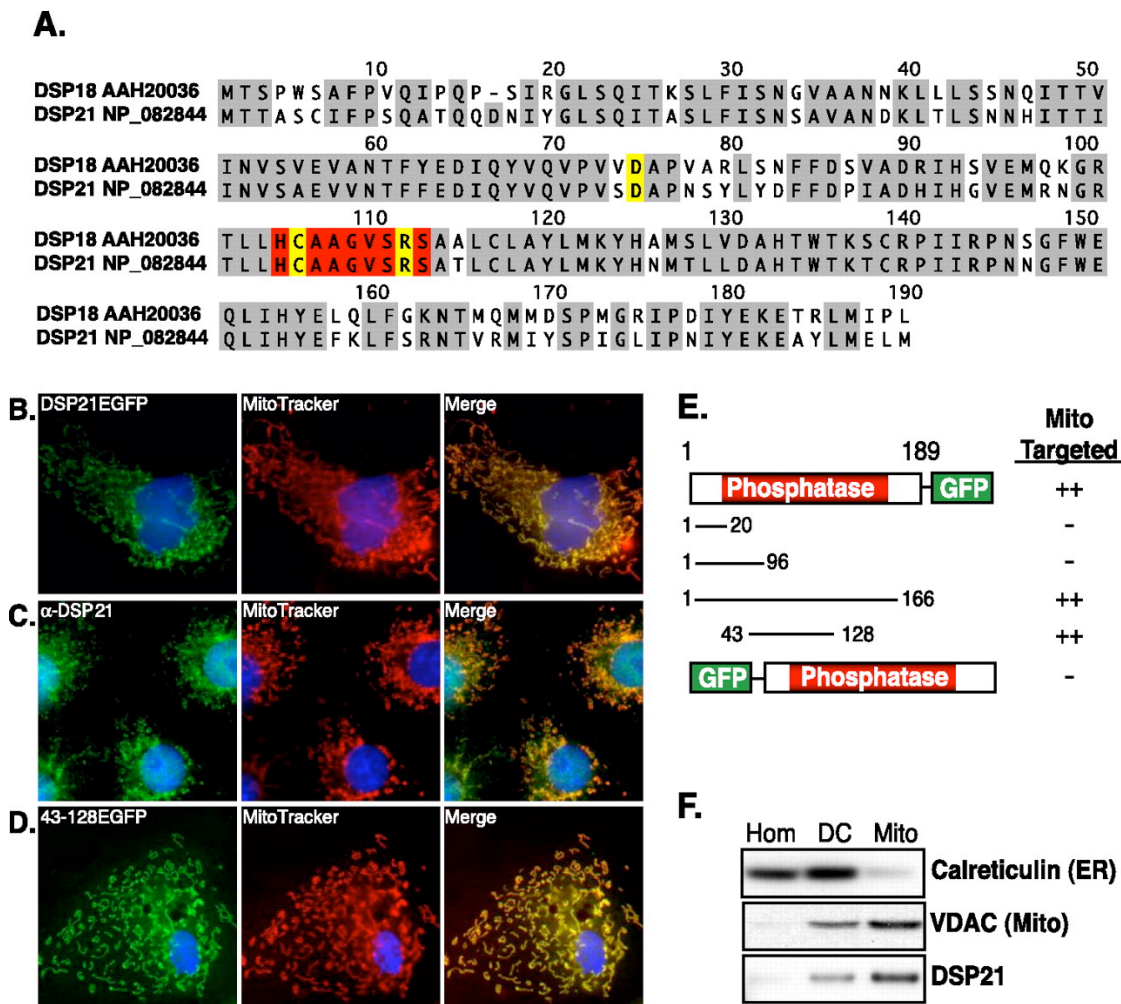 A.
10 20 30 40 50
DSP18 AAH20036 M T S P W S A F P V Q I P Q P - S I R G L S Q I T K S L F I S N G V A A N N K L L L S S N Q I T T V
DSP21 NP_082844 M T T A S C I F P S Q A T Q Q D N I Y G L S Q I T A S L F I S N S A V A N D K L T L S N N H I T T I
60 70 80 90 100
DSP18 AAH20036 I N V S V E V A N T F Y E D I Q Y V Q V P V V D A P V A R L S N F F D S V A D R I H S V E M Q K G R
DSP21 NP_082844 I N V S A E V V N T F F E D I Q Y V Q V P V S D A P N S Y L Y D F F D P I A D H I H G V E M R N G R
110 120 130 140 150
DSP18 AAH20036 T L L H C A A G V S R S A A L C L A Y L M K Y H A M S L V D A H T W T K S C R P I I R P N S G F W E
DSP21 NP_082844 T L L H C A A G V S R S A T L C L A Y L M K Y H N M T L L D A H T W T K T C R P I I R P N N G F W E
160 170 180 190
DSP18 AAH20036 Q L I H Y E L Q L F G K N T M Q M M D S P M G R I P D I Y E K E T R L M I P L
DSP21 NP_082844 Q L I H Y E F K L F S R N T V R M I Y S P I G L I P N I Y E K E A Y L M E L M
B.
DSP21EGFP MitoTracker Merge
C.
α-DSP21 MitoTracker Merge
D.
43-128EGFP MitoTracker Merge
E.
Mito
Targeted
1 189
Phosphatase GFP ++
1 20 -
1 96 -
1 166 ++
43 128 ++
GFP Phosphatase -
F.
Hom DC Mito
Calreticulin (ER)
VDAC (Mito)
DSP21